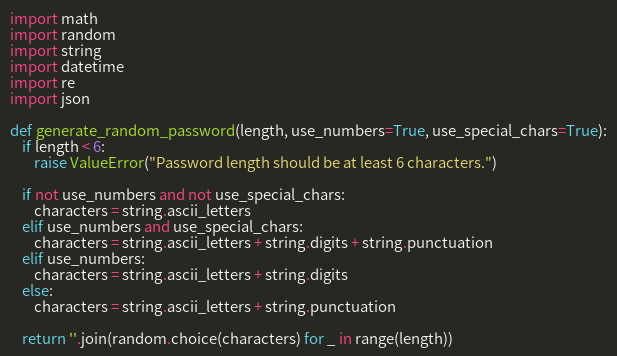 import math
import random
import string
import datetime
import re
import json

def generate_random_password(length, use_numbers=True, use_special_chars=True):
    if length < 6:
        raise ValueError("Password length should be at least 6 characters.")

    if not use_numbers and not use_special_chars:
        characters = string.ascii_letters
    elif use_numbers and use_special_chars:
        characters = string.ascii_letters + string.digits + string.punctuation
    elif use_numbers:
        characters = string.ascii_letters + string.digits
    else:
        characters = string.ascii_letters + string.punctuation

    return ''.join(random.choice(characters) for _ in range(length))